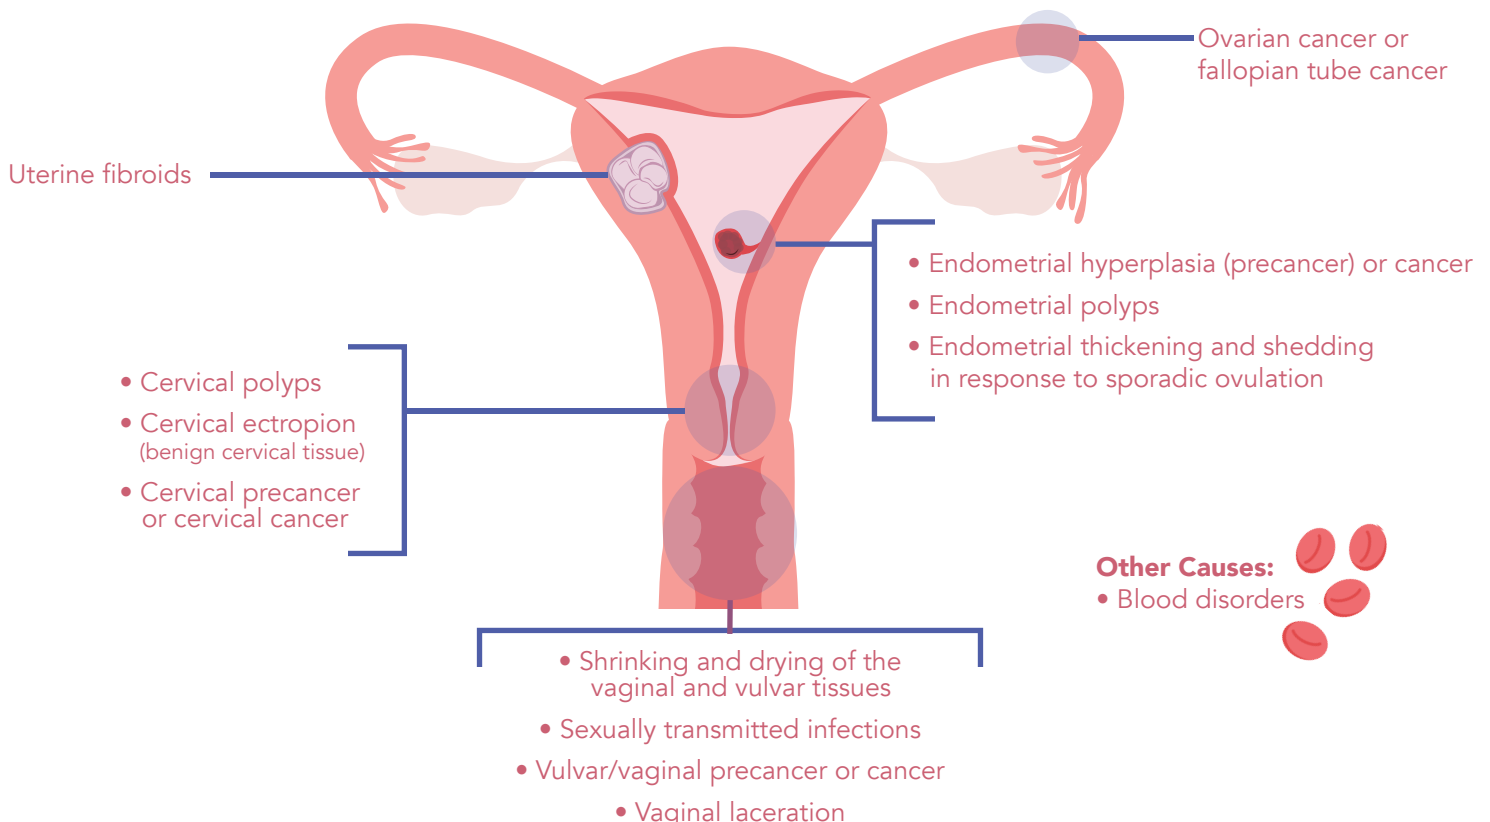 Ovarian cancer or
fallopian tube cancer
Uterine fibroids
• Endometrial hyperplasia (precancer) or cancer
• Endometrial polyps
• Endometrial thickening and shedding
in response to sporadic ovulation
• Cervical polyps
• Cervical ectropion
(benign cervical tissue)
• Cervical precancer
or cervical cancer
Other Causes:
• Blood disorders
• Shrinking and drying of the
vaginal and vulvar tissues
• Sexually transmitted infections
• Vulvar/vaginal precancer or cancer
• Vaginal laceration